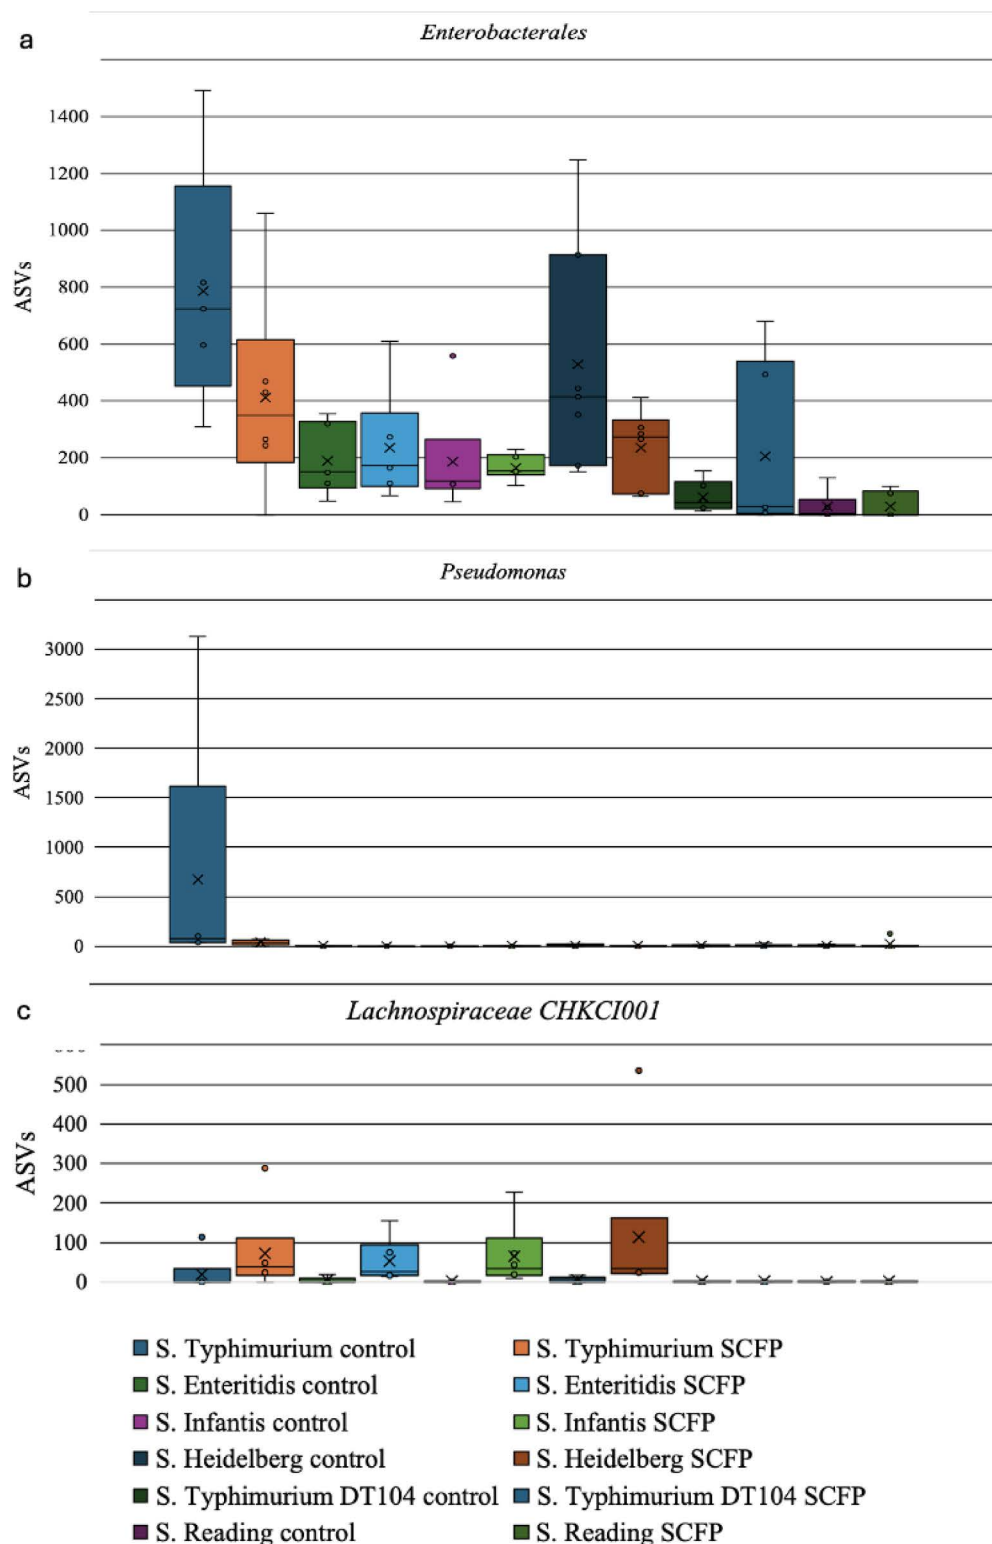 a
Enterobacterales
1400
1200
1000
800
600
400
200
0
ASVs
b
Pseudomonas
3000
2500
2000
1500
1000
500
0
ASVs
c
Lachnospiraceae CHKCI001
500
400
300
200
100
0
ASVs
S. Typhimurium control
S. Typhimurium SCFP
S. Enteritidis control
S. Enteritidis SCFP
S. Infantis control
S. Infantis SCFP
S. Heidelberg control
S. Heidelberg SCFP
S. Typhimurium DT104 control
S. Typhimurium DT104 SCFP
S. Reading control
S. Reading SCFP